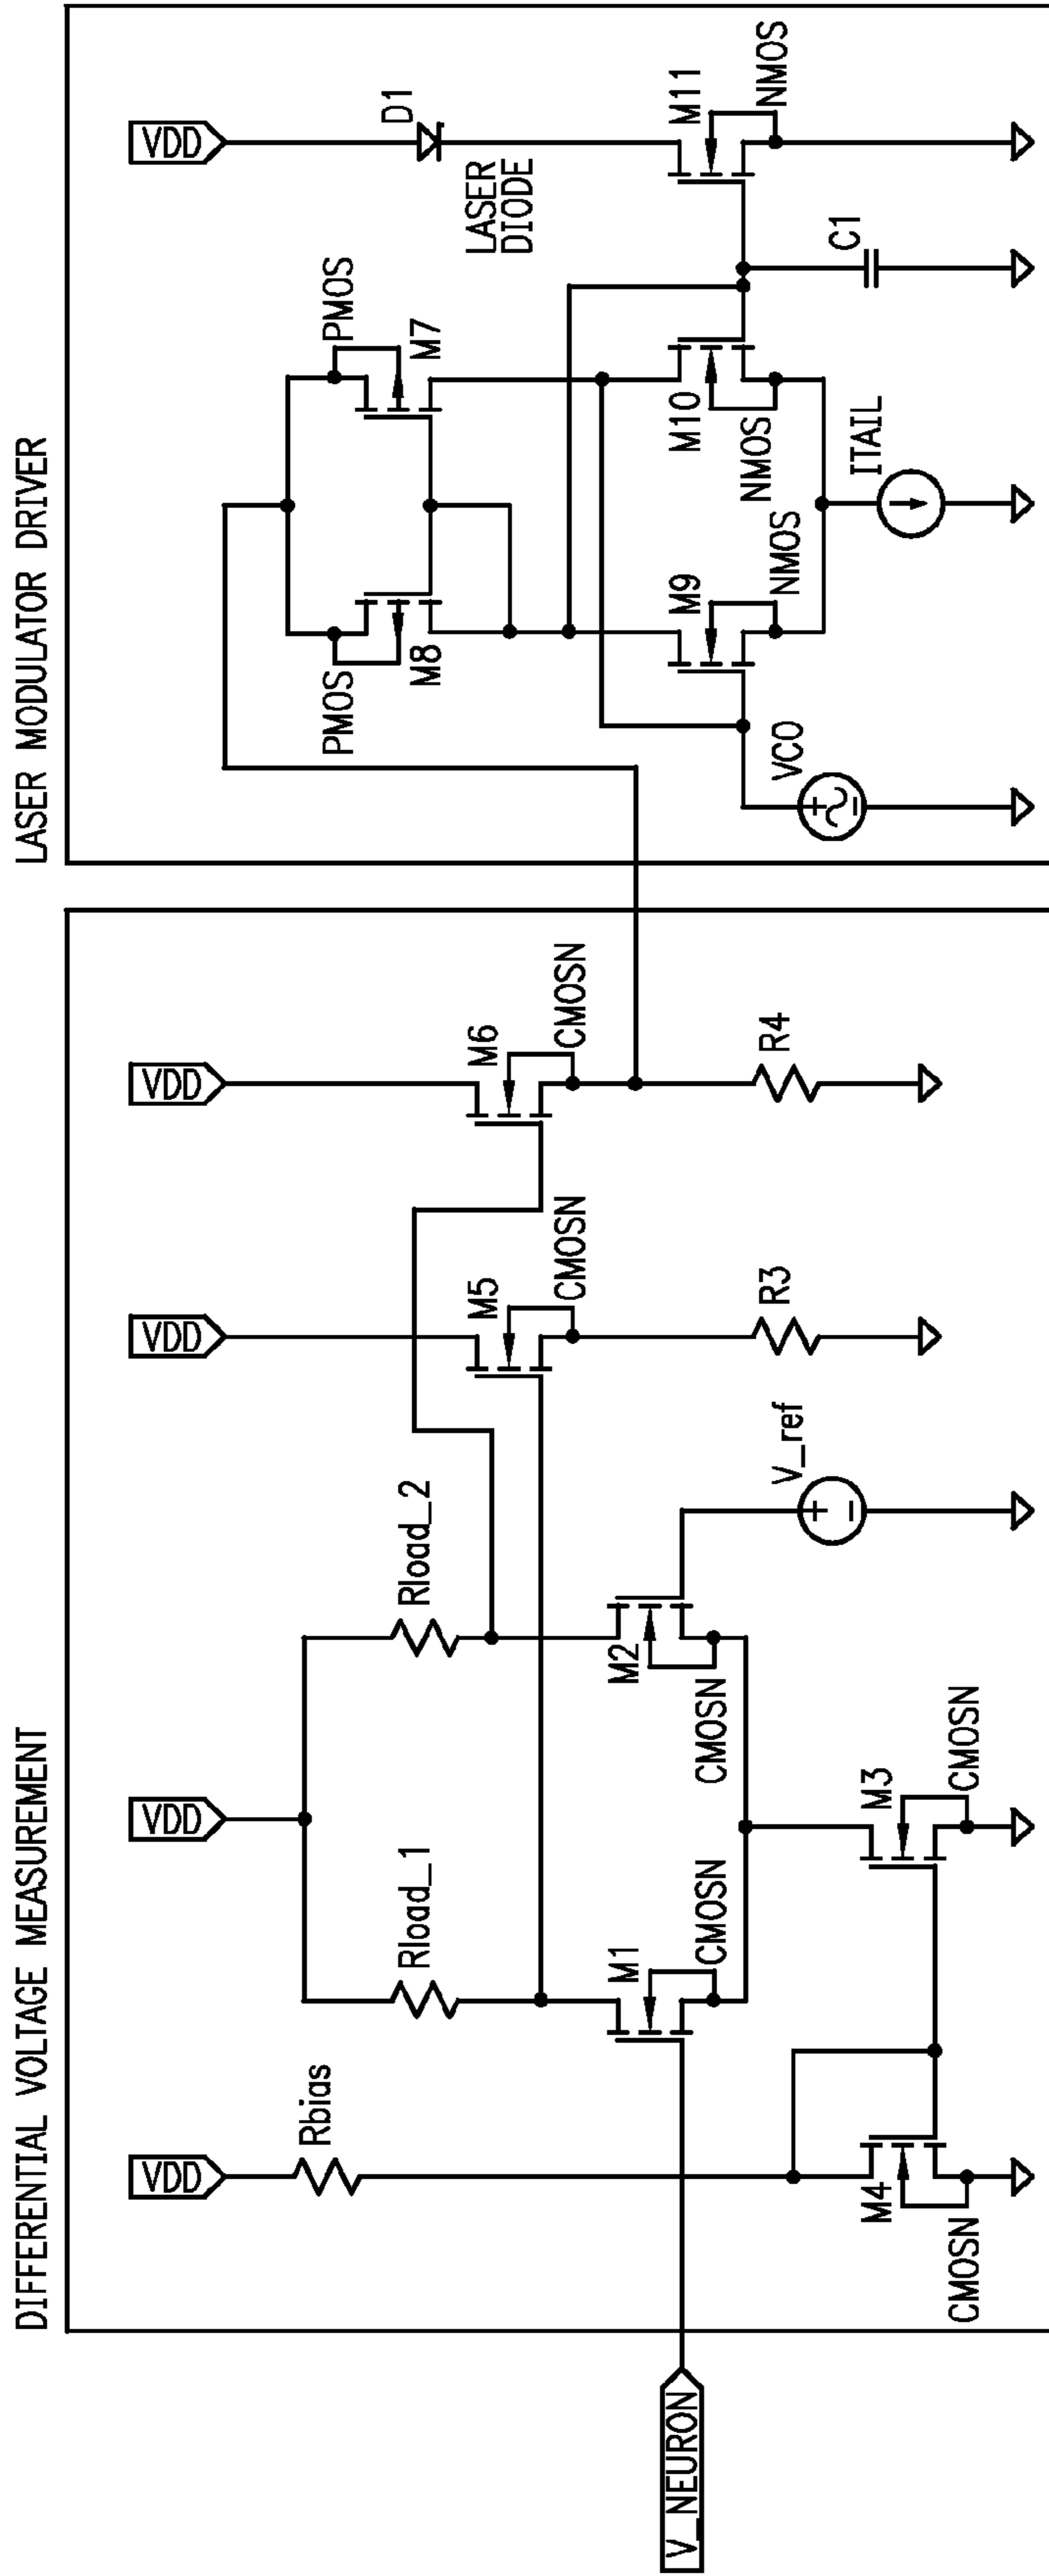 DIFFERENTIAL VOLTAGE MEASUREMENT
LASER MODULATOR DRIVER
VDD
VDD
VDD
VDD
VDD
Rbias
Rload_1
Rload_2
M5
CMOSN
M6
CMOSN
PMOS
M8
PMOS
M7
D1
LASER
DIODE
V_NEURON
M1
CMOSN
M2
CMOSN
V_ref
R3
R4
VCO
M9
NMOS
M10
NMOS
ITAIL
M11
NMOS
C1
M4
CMOSN
M3
CMOSN